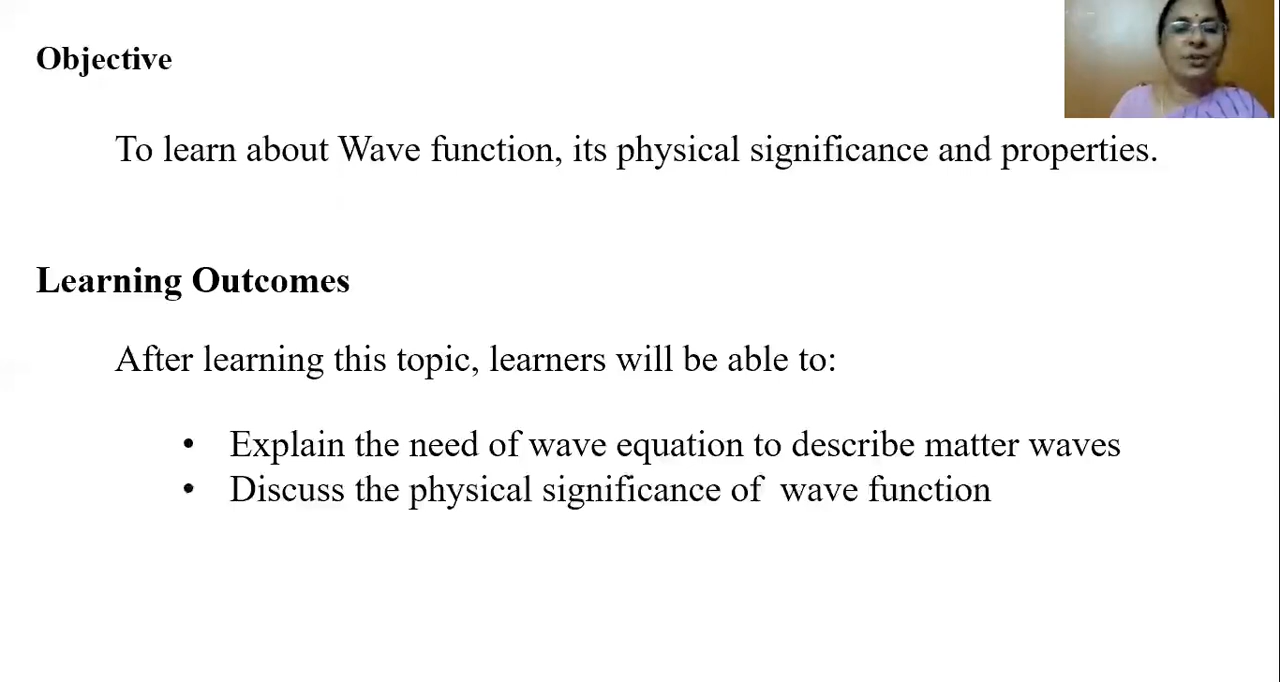 Objective
To learn about Wave function, its physical significance and properties.
Learning Outcomes
After learning this topic, learners will be able to:
• Explain the need of wave equation to describe matter waves
• Discuss the physical significance of wave function